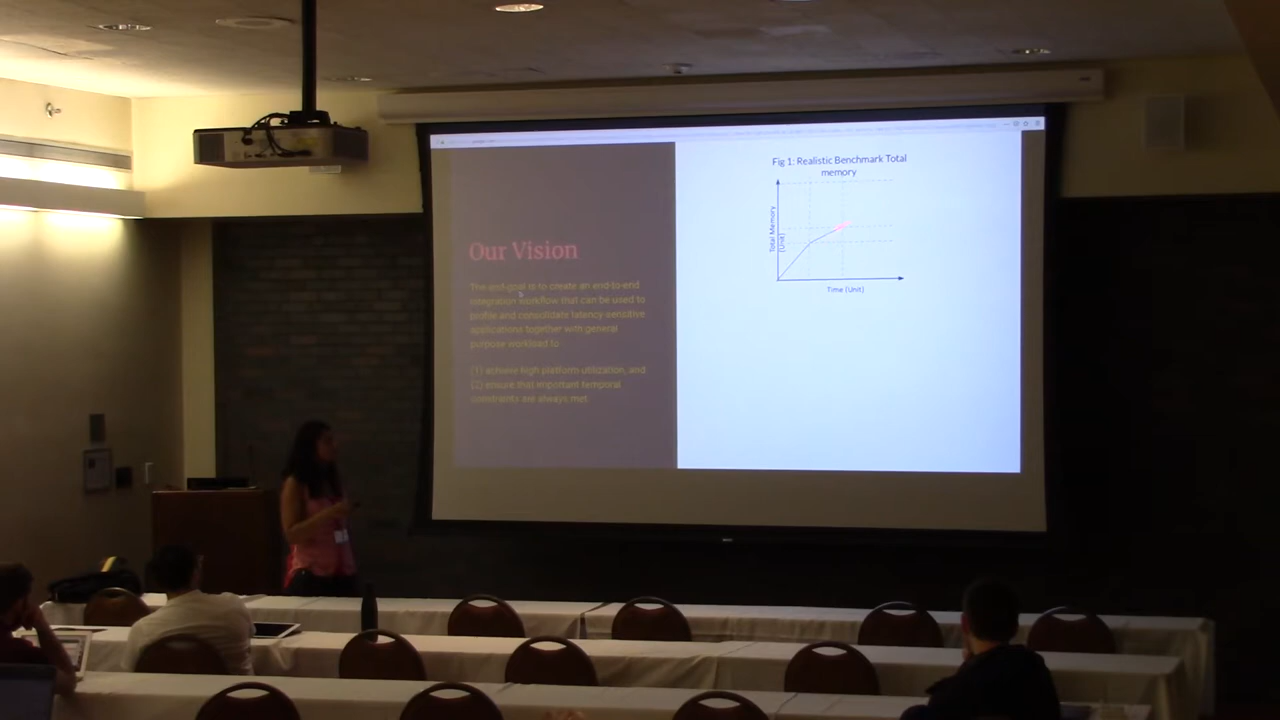 Our Vision
The end-goal is to create an end-to-end
integration workflow that can be used to
profile and consolidate latency-sensitive
applications together with general
purpose workload to
(1) achieve high platform utilization, and
(2) ensure that important temporal
constraints are always met
Fig 1: Realistic Benchmark Total
memory
Total Memory
(Unit)
Time (Unit)